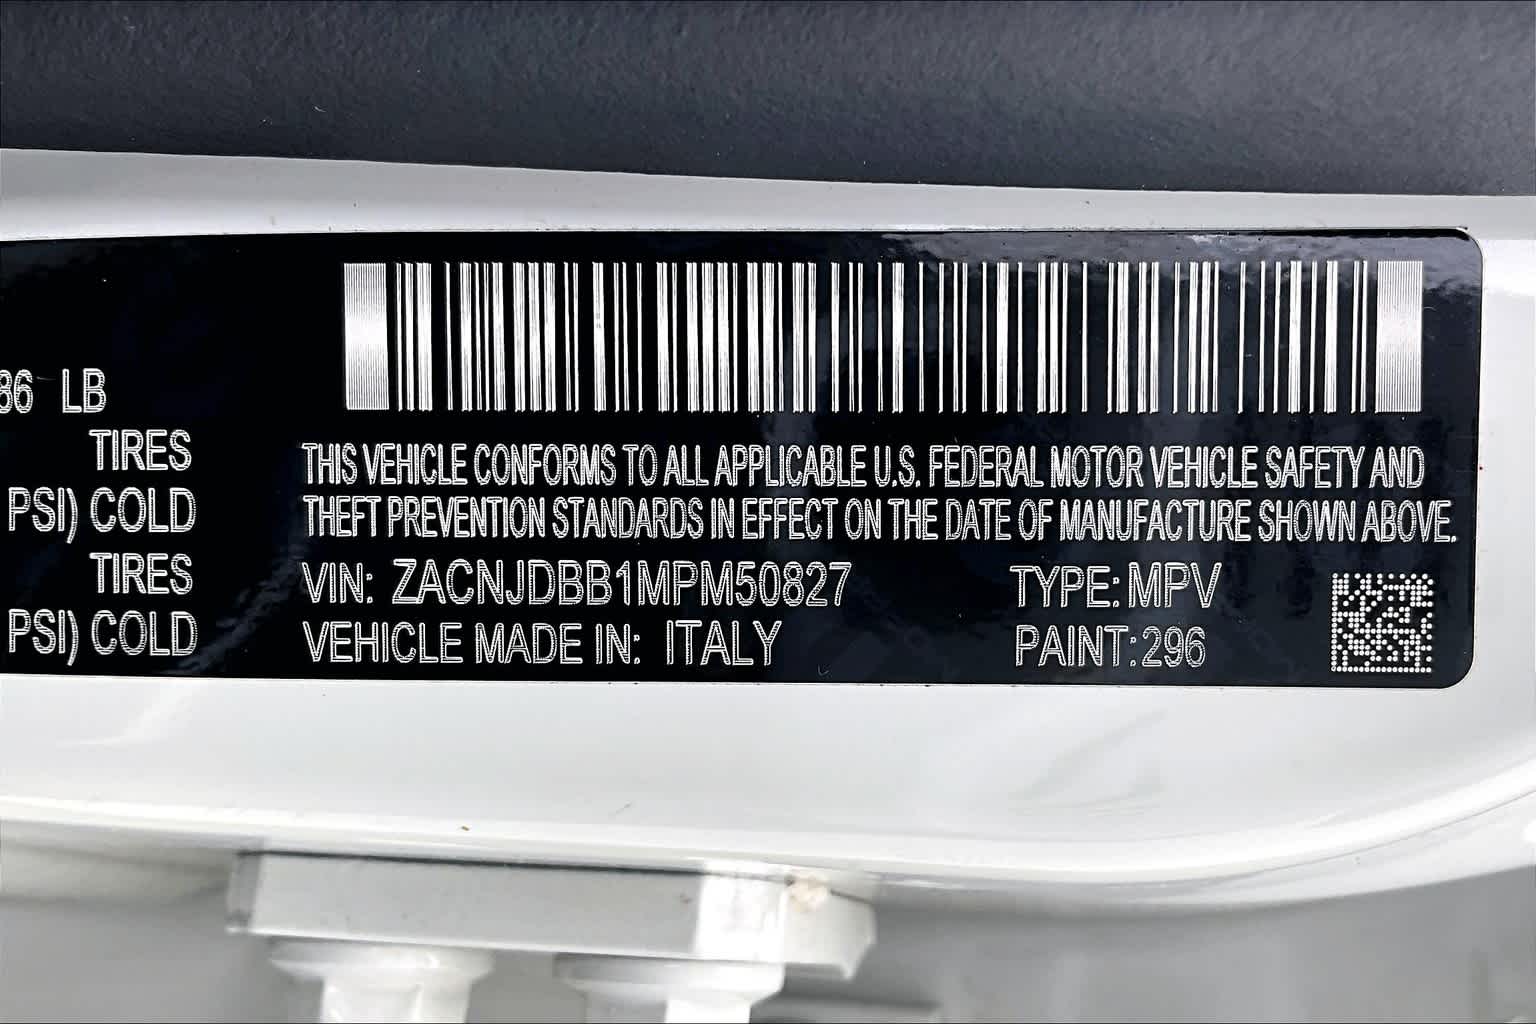 86 LB
TIRES
PSI) COLD
TIRES
PSI) COLD
THIS VEHICLE CONFORMS TO ALL APPLICABLE U.S. FEDERAL MOTOR VEHICLE SAFETY AND
THEFT PREVENTION STANDARDS IN EFFECT ON THE DATE OF MANUFACTURE SHOWN ABOVE.
VIN: ZACNJDBB1MPM50827 TYPE: MPV
VEHICLE MADE IN: ITALY PAINT:296